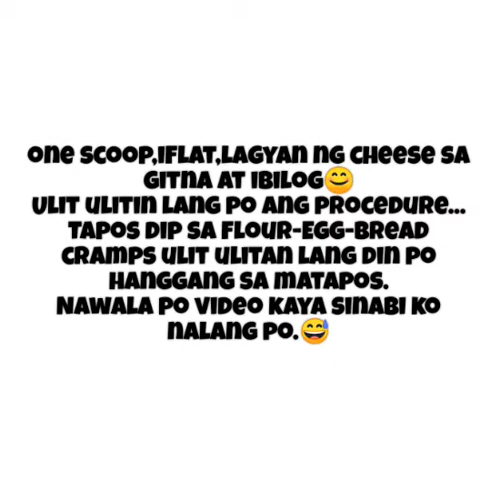 One scoop,iflat,lagyan ng cheese sa
gitna at ibilog😊
Ulit ulitin lang po ang procedure...
Tapos dip sa flour-egg-bread
cramps ulit ulitan lang din po
hanggang sa matapos.
Nawala po video kaya sinabi ko
nalang po.😅